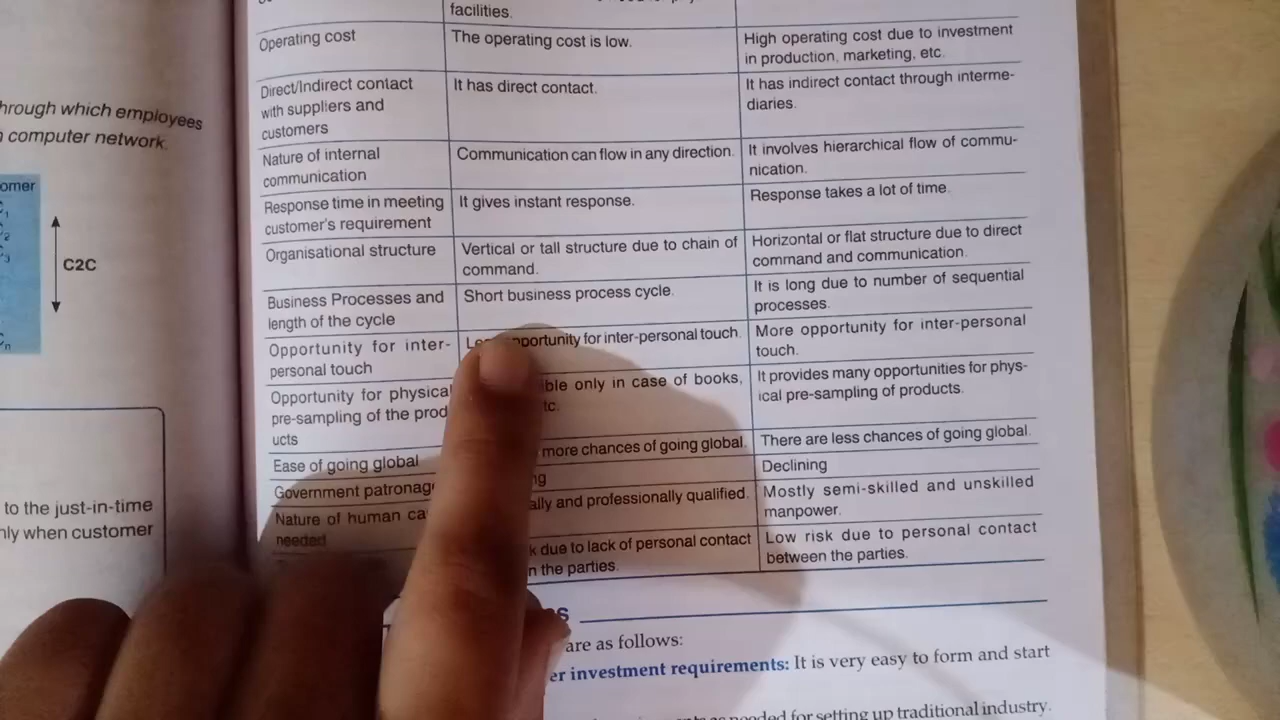 hrough which employees
computer network.
omer
C1
C2
C3
Cn
C2C
to the just-in-time
when customer
facilities.
Operating cost
The operating cost is low.
High operating cost due to investment
in production, marketing, etc.
Direct/Indirect contact
with suppliers and
customers
It has direct contact.
It has indirect contact through interme-
diaries.
Nature of internal
communication
Communication can flow in any direction.
It involves hierarchical flow of commu-
nication.
Response time in meeting
customer's requirement
It gives instant response.
Response takes a lot of time.
Organisational structure
Vertical or tall structure due to chain of
command.
Horizontal or flat structure due to direct
command and communication.
Business Processes and
length of the cycle
Short business process cycle.
It is long due to number of sequential
processes.
Opportunity for inter-
personal touch
opportunity for inter-personal touch.
More opportunity for inter-personal
touch.
Opportunity for physical
pre-sampling of the prod
ucts
ble only in case of books,
tc.
It provides many opportunities for phys-
ical pre-sampling of products.
Ease of going global
more chances of going global.
There are less chances of going global.
Government patronag
ng
Declining
Nature of human ca
needed
ally and professionally qualified.
Mostly semi-skilled and unskilled
manpower.
k due to lack of personal contact
n the parties.
Low risk due to personal contact
between the parties.
are as follows:
er investment requirements: It is very easy to form and start
needed for setting up traditional industry.